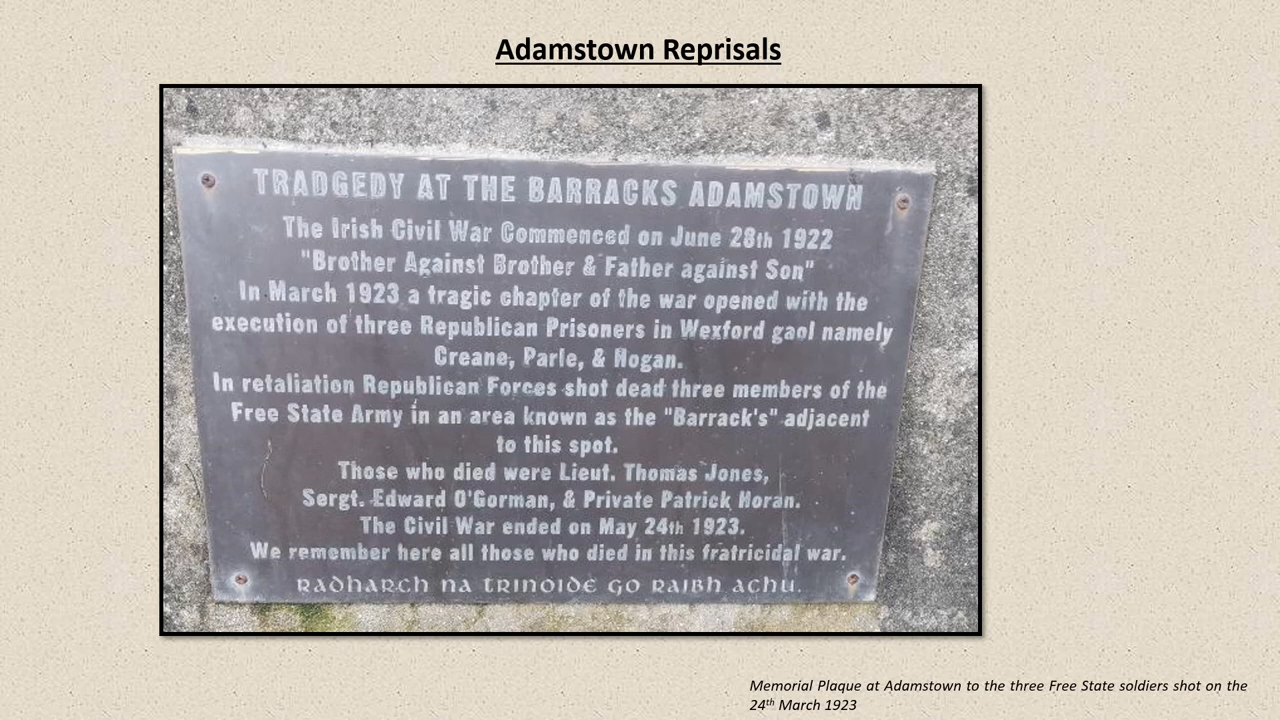 Adamstown Reprisals
TRADGEDY AT THE BARRACKS ADAMSTOWN
The Irish Civil War Commenced on June 28th 1922
"Brother Against Brother & Father against Son"
In March 1923 a tragic chapter of the war opened with the
execution of three Republican Prisoners in Wexford gaol namely
Creane, Parle, & Hogan.
In retaliation Republican Forces shot dead three members of the
Free State Army in an area known as the "Barrack's" adjacent
to this spot.
Those who died were Lieut. Thomas Jones,
Sergt. Edward O'Gorman, & Private Patrick Horan.
The Civil War ended on May 24th 1923.
We remember here all those who died in this fratricidal war.
Radharch na Trinoide go raibh achu.
Memorial Plaque at Adamstown to the three Free State soldiers shot on the
24th March 1923